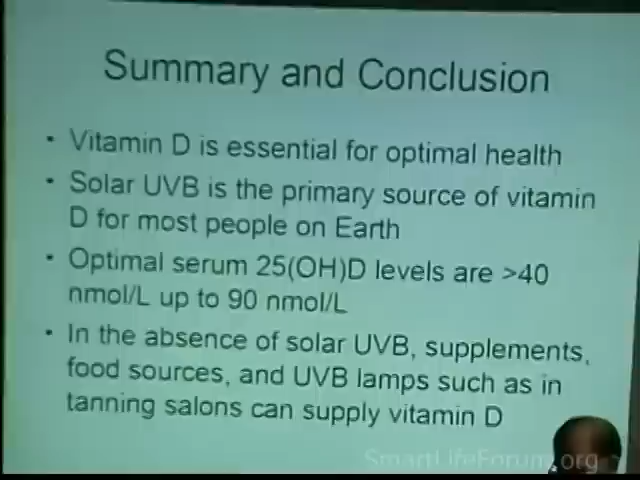 Summary and Conclusion
• Vitamin D is essential for optimal health
• Solar UVB is the primary source of vitamin
D for most people on Earth
• Optimal serum 25(OH)D levels are >40
nmol/L up to 90 nmol/L
• In the absence of solar UVB, supplements,
food sources, and UVB lamps such as in
tanning salons can supply vitamin D
SmartLifeForum.org